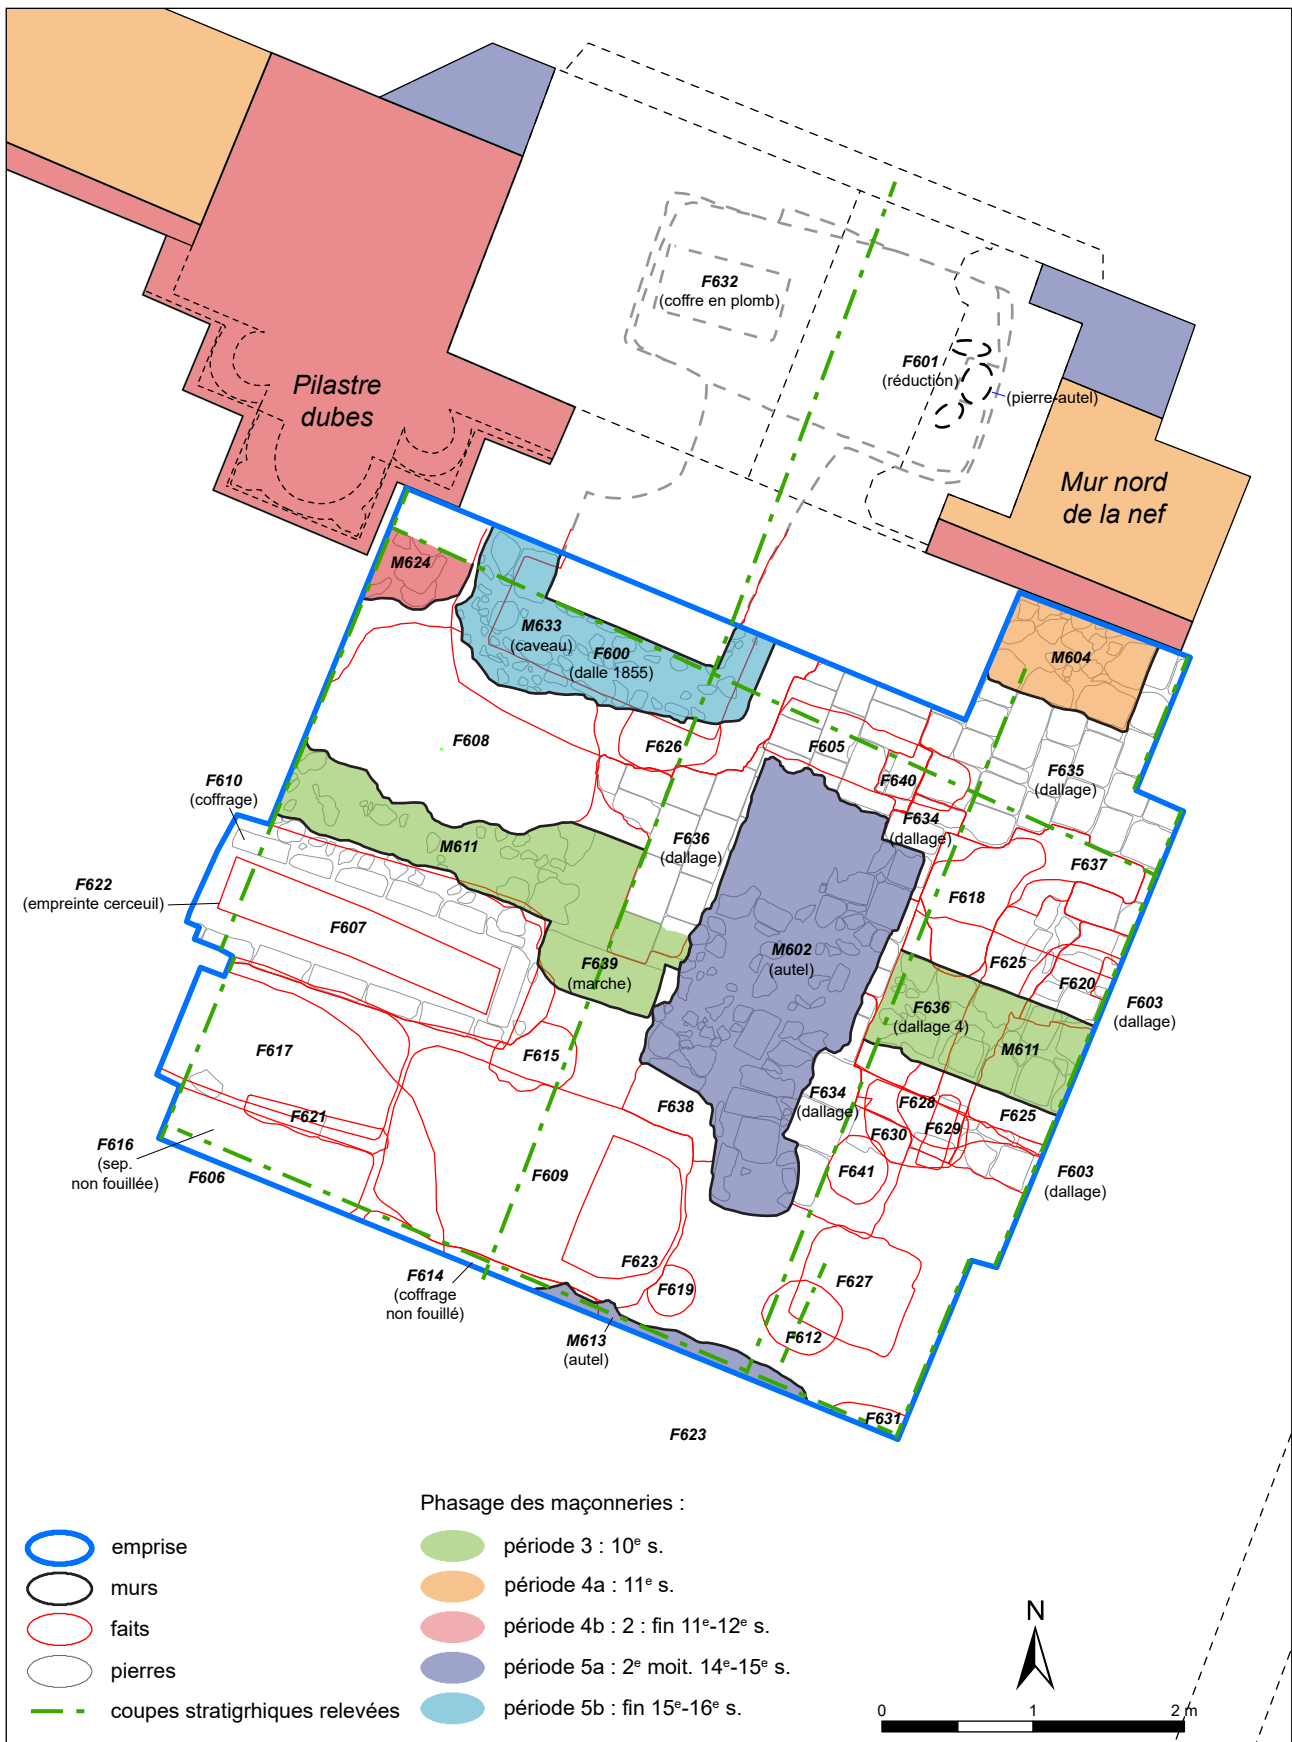 F632
(coffre en plomb)
F601
(réduction)
(pierre-autel)
Pilastre
dubes
Mur nord
de la nef
M624
M633
(caveau)
F600
(dalle 1855)
M604
F608
F626
F605
F640
F635
(dallage)
F610
(coffrage)
F634
(dallage)
F636
(dallage)
M611
F637
F622
(empreinte cerceuil)
F618
F607
M602
(autel)
F639
(marche)
F625
F620
F603
(dallage)
F636
(dallage 4)
M611
F617
F615
F638
F634
(dallage)
F628
F625
F621
F630
F629
F616
(sep.
non fouillée)
F606
F609
F641
F603
(dallage)
F614
(coffrage
non fouillé)
F623
F619
F627
M613
(autel)
F612
F631
F623
Phasage des maçonneries :
emprise
murs
faits
pierres
coupes stratigrhiques relevées
période 3 : 10e s.
période 4a : 11e s.
période 4b : 2 : fin 11e-12e s.
période 5a : 2e moit. 14e-15e s.
période 5b : fin 15e-16e s.
N
0 1 2 m